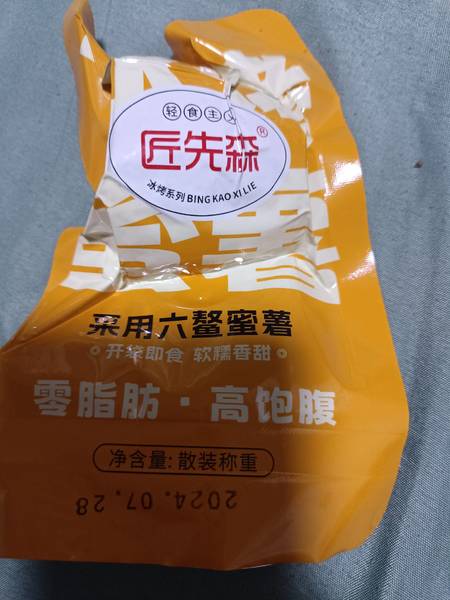 轻食主义
匠先森®
冰烤系列 BING KAO XI LIE
薯
采用六鳌蜜薯
开袋即食 软糯香甜
零脂肪·高饱腹
净含量:散装称重
2024.07.28